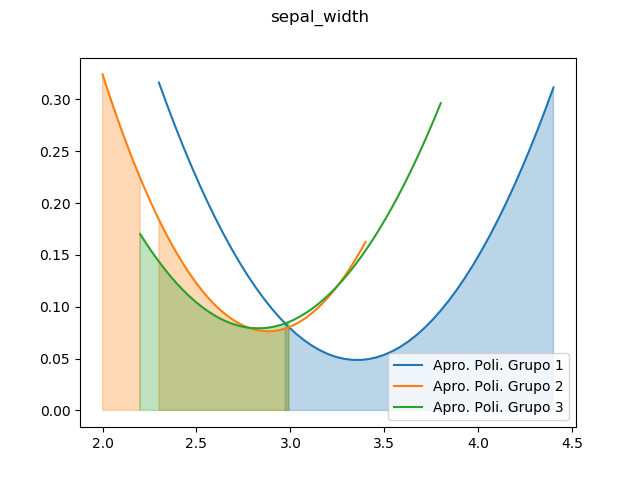 sepal_width
0.30
0.25
0.20
0.15
0.10
0.05
0.00
2.0 2.5 3.0 3.5 4.0 4.5
Apro. Poli. Grupo 1
Apro. Poli. Grupo 2
Apro. Poli. Grupo 3